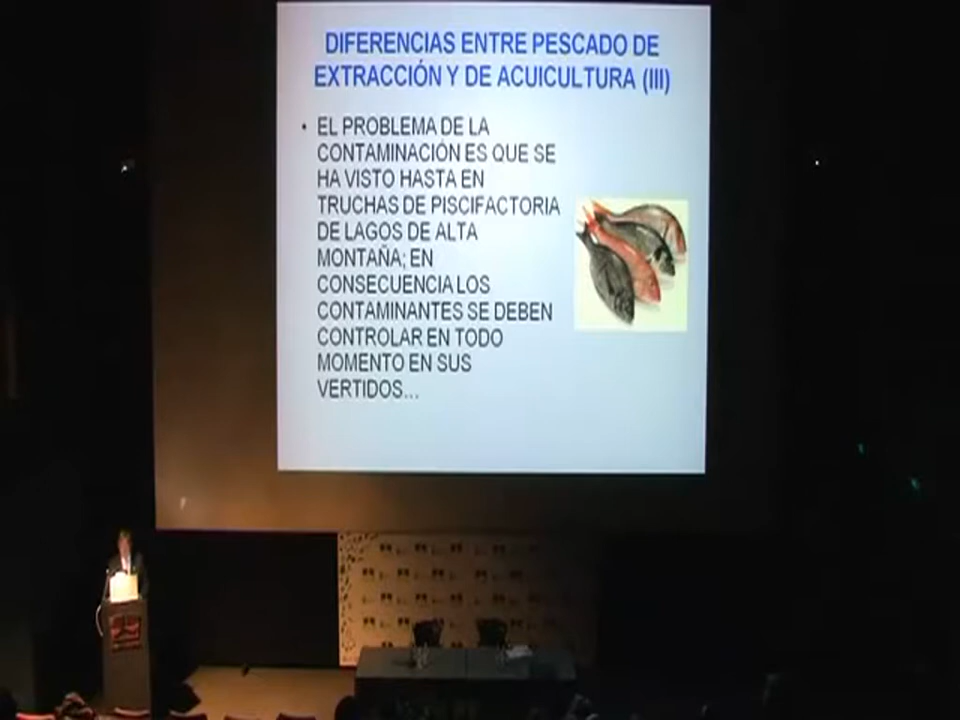 DIFERENCIAS ENTRE PESCADO DE
EXTRACCIÓN Y DE ACUICULTURA (III)
• EL PROBLEMA DE LA
CONTAMINACIÓN ES QUE SE
HA VISTO HASTA EN
TRUCHAS DE PISCIFACTORIA
DE LAGOS DE ALTA
MONTAÑA; EN
CONSECUENCIA LOS
CONTAMINANTES SE DEBEN
CONTROLAR EN TODO
MOMENTO EN SUS
VERTIDOS...